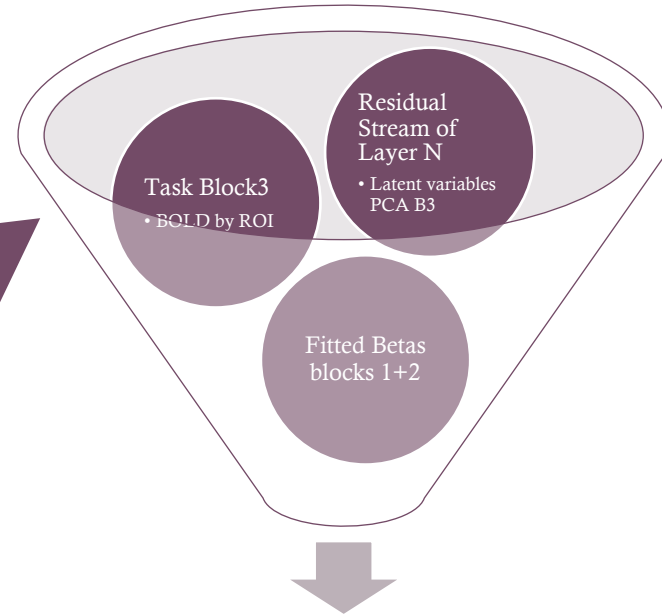 Residual
Stream of
Layer N
• Latent variables
PCA B3
Task Block3
• BOLD by ROI
Fitted Betas
blocks 1+2